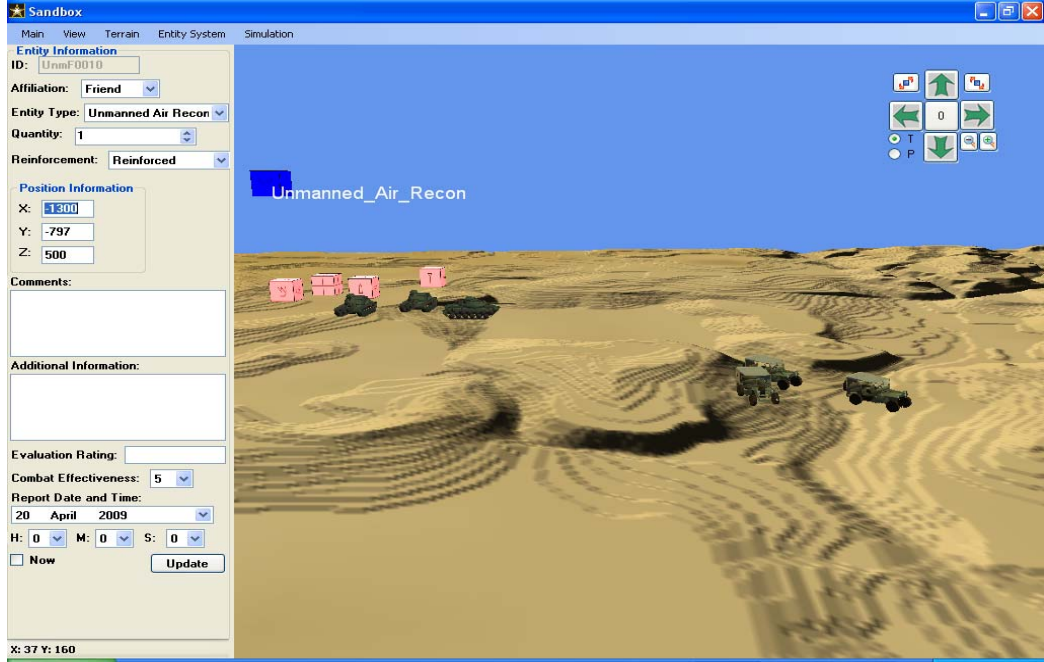 Sandbox
Main View Terrain Entity System Simulation
Entity Information
ID: UnmF0010
Affiliation: Friend
Entity Type: Unmanned Air Recon
Quantity: 1
Reinforcement: Reinforced
Position Information
X: -1300
Y: -797
Z: 500
Comments:
Additional Information:
Evaluation Rating:
Combat Effectiveness: 5
Report Date and Time:
20 April 2009
H: 0 M: 0 S: 0
Now Update
X: 37 Y: 160
0
T
P
Unmanned_Air_Recon
T